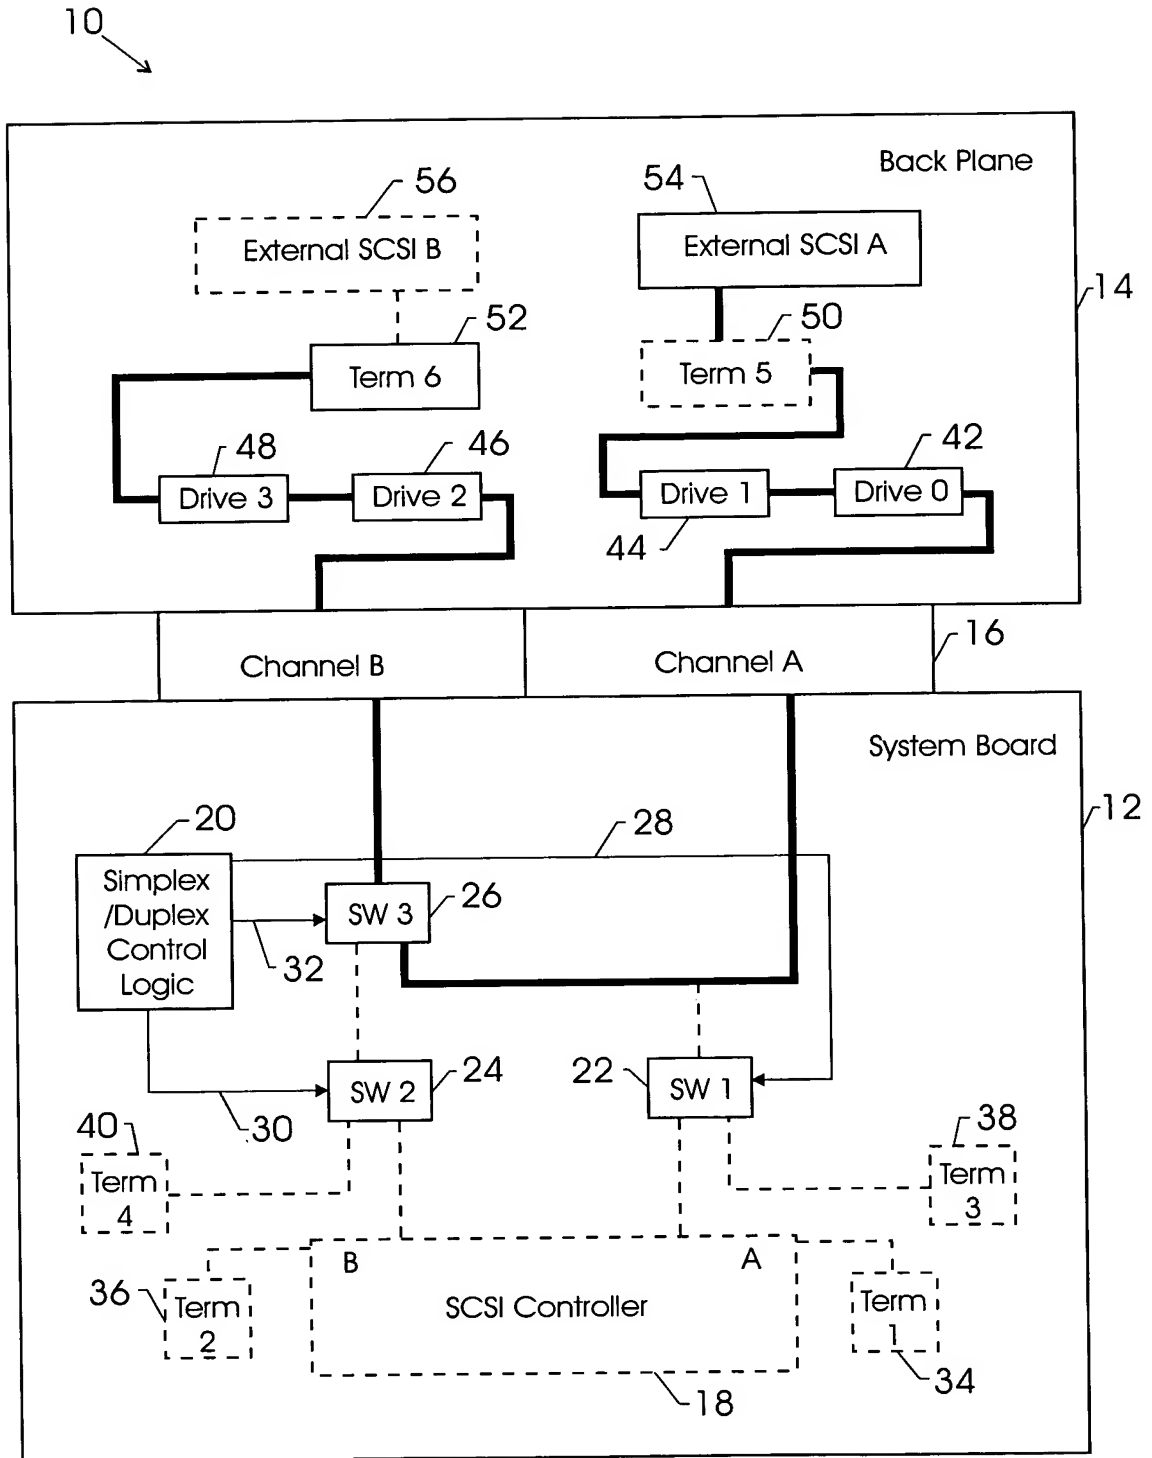 10
Back Plane
56
54
External SCSI B
External SCSI A
14
52
50
Term 6
Term 5
48
46
42
Drive 3
Drive 2
Drive 1
Drive 0
44
16
Channel B
Channel A
System Board
12
20
28
Simplex
/Duplex
Control
Logic
SW 3
26
32
SW 2
24
22
SW 1
30
40
38
Term
4
Term
3
B
A
36
Term
2
SCSI Controller
Term
1
34
18